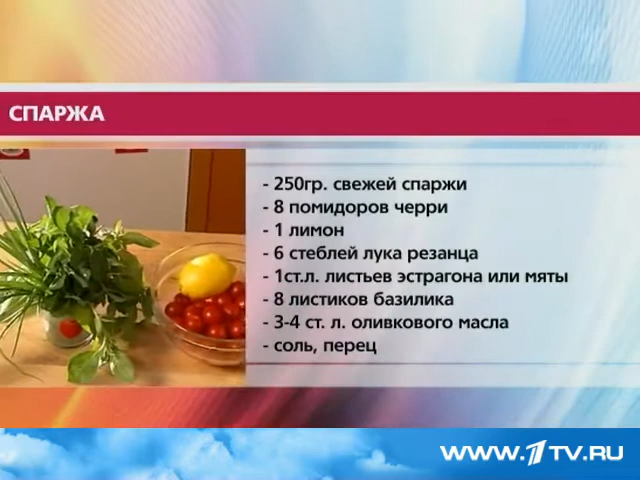 СПАРЖА
- 250гр. свежей спаржи
- 8 помидоров черри
- 1 лимон
- 6 стеблей лука резанца
- 1ст.л. листьев эстрагона или мяты
- 8 листиков базилика
- 3-4 ст. л. оливкового масла
- соль, перец
WWW.1TV.RU